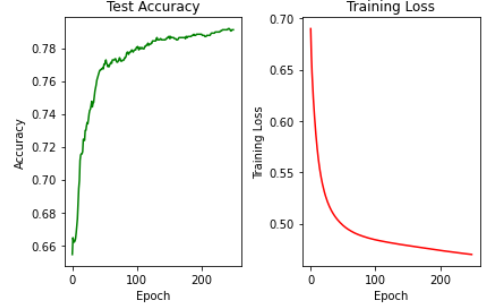 Test Accuracy
Accuracy
0.78
0.76
0.74
0.72
0.70
0.68
0.66
0
200
Epoch
Training Loss
Training Loss
0.70
0.65
0.60
0.55
0.50
0
100
200
Epoch